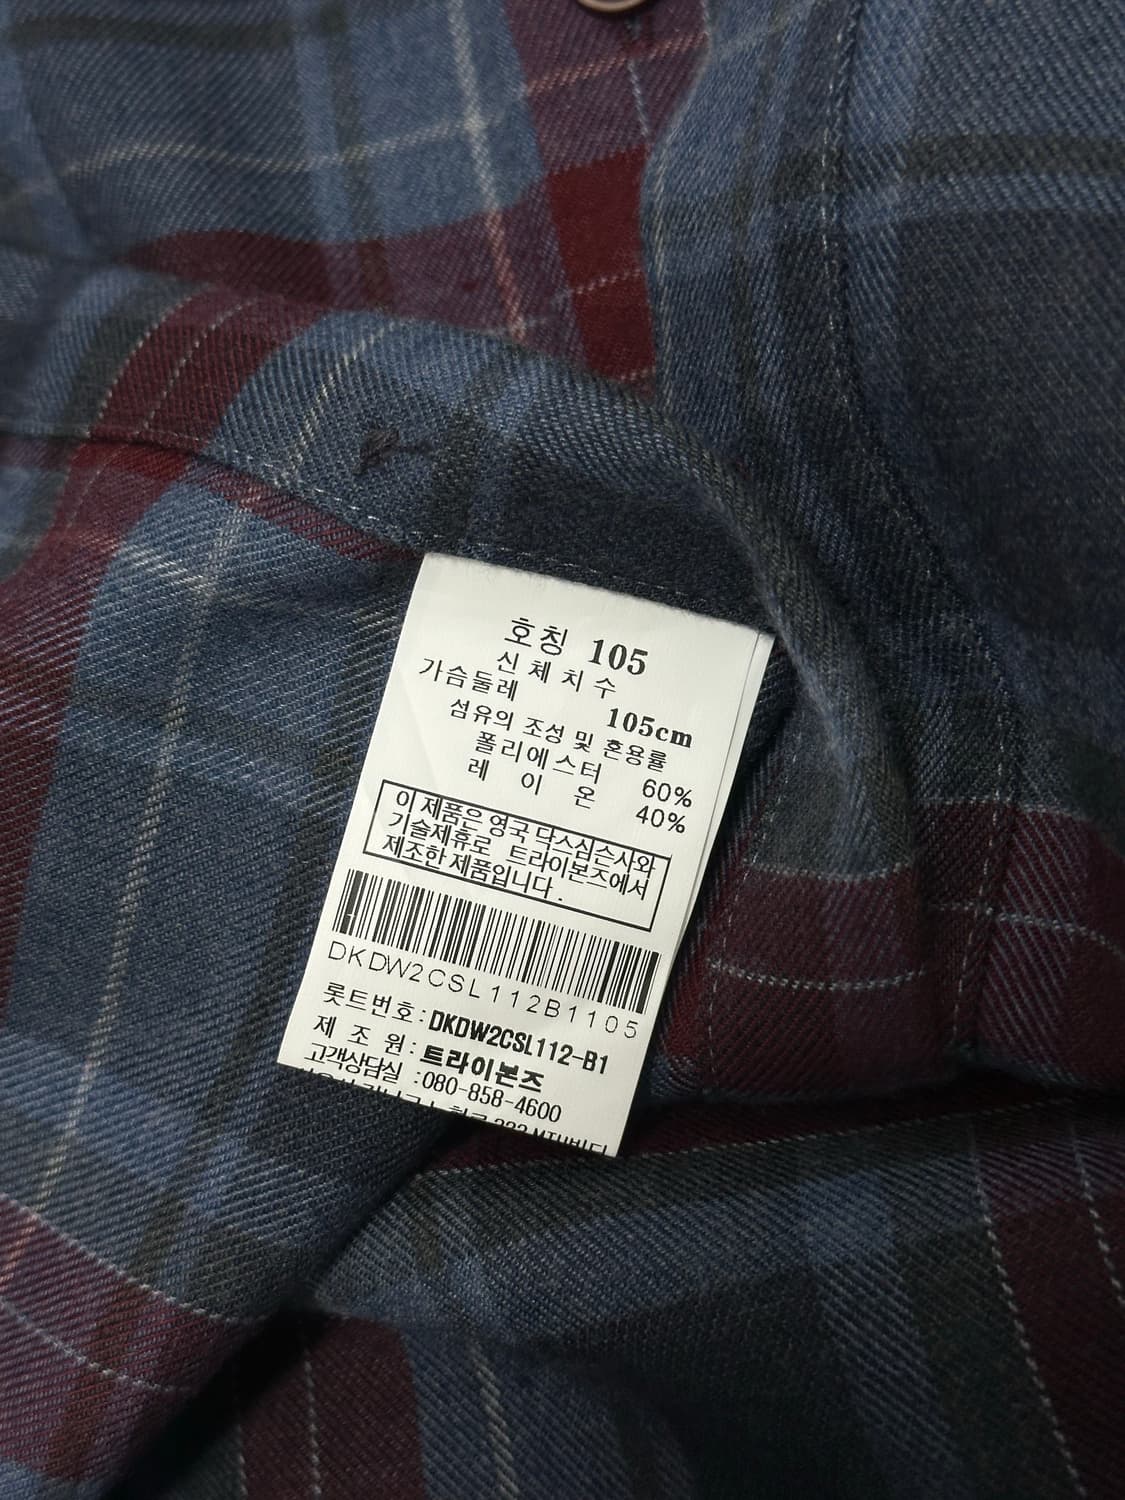 호칭 105
신 체 치 수
가슴둘레 105cm
섬유의 조성 및 혼용률
폴리에스터 60%
레 이 온 40%
이 제품은 영국 닥스심슨사와
기술제휴로 트라이본즈에서
제조한 제품입니다.
DKDW2CSL112B1105
롯트번호: DKDW2CSL112-B1
제 조 원: 트라이본즈
고객상담실 :080-858-4600